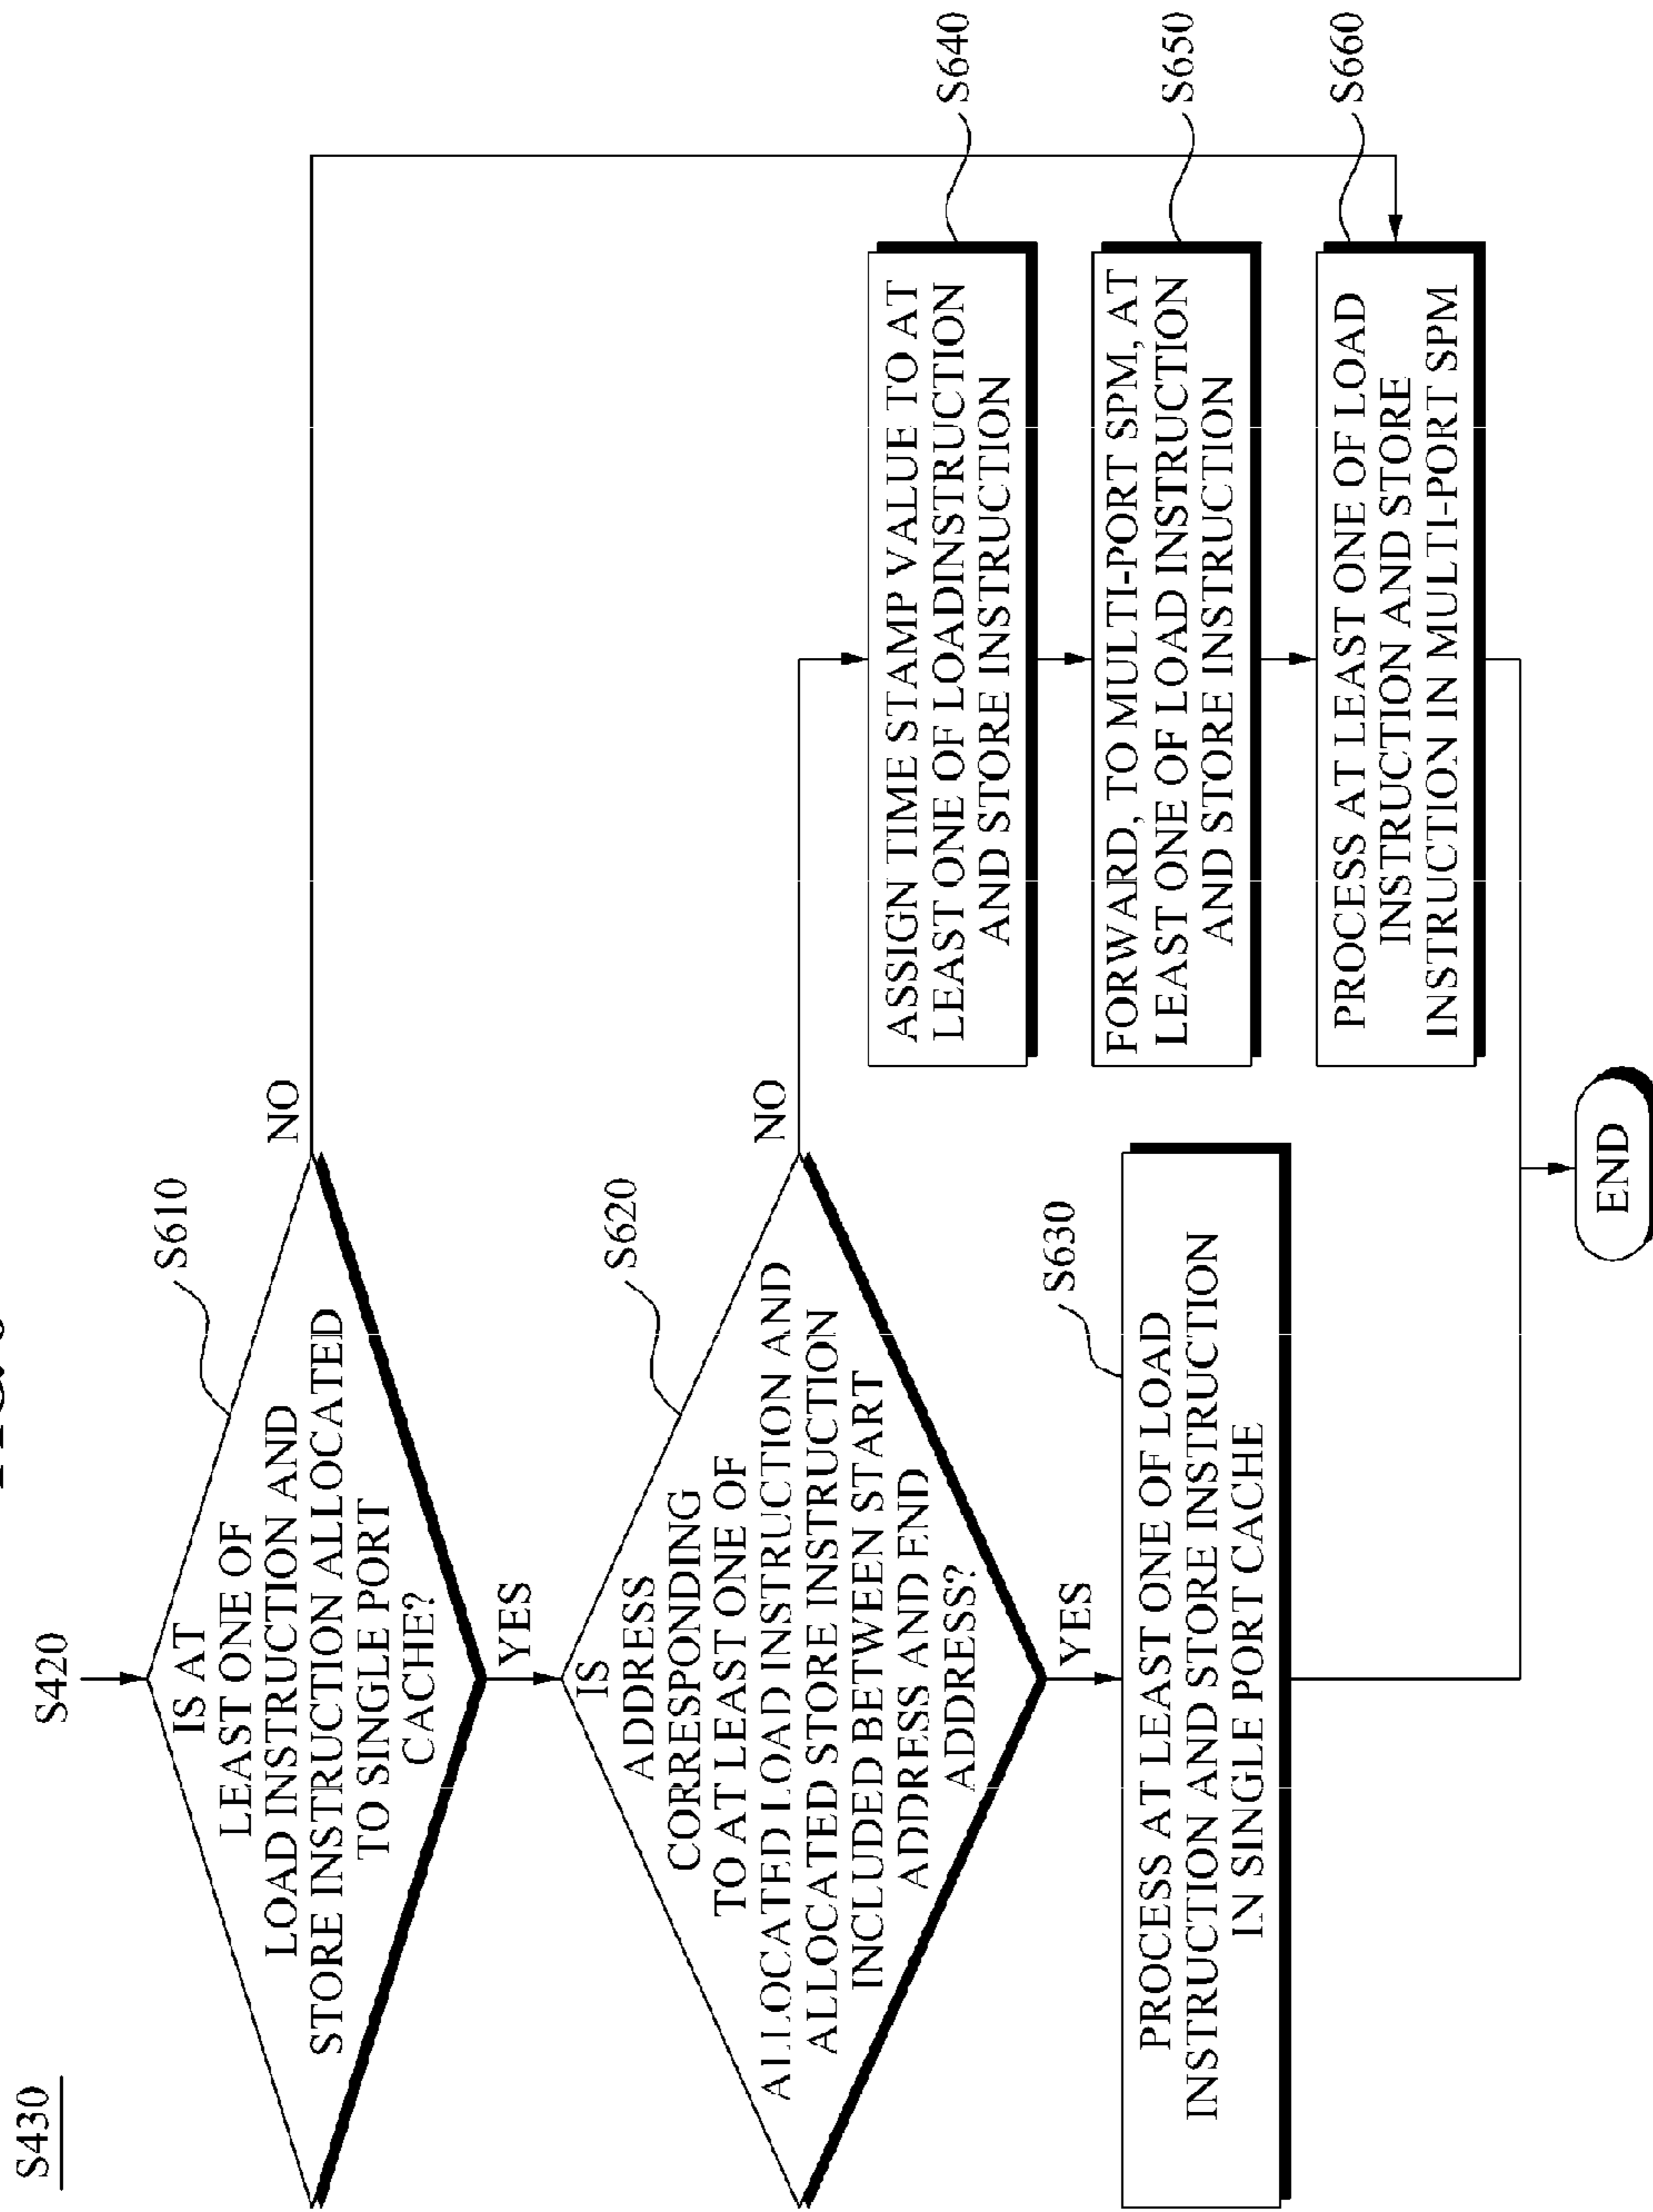 S430
S420
IS AT
LEAST ONE OF
LOAD INSTRUCTION AND
STORE INSTRUCTION ALLOCATED
TO SINGLE PORT
CACHE?
S610
NO
YES
IS
ADDRESS
CORRESPONDING
TO AT LEAST ONE OF
ALLOCATED LOAD INSTRUCTION AND
ALLOCATED STORE INSTRUCTION
INCLUDED BETWEEN START
ADDRESS AND END
ADDRESS?
S620
NO
YES
S630
PROCESS AT LEAST ONE OF LOAD
INSTRUCTION AND STORE INSTRUCTION
IN SINGLE PORT CACHE
ASSIGN TIME STAMP VALUE TO AT
LEAST ONE OF LOADINSTRUCTION
AND STORE INSTRUCTION
S640
FORWARD, TO MULTI-PORT SPM, AT
LEAST ONE OF LOAD INSTRUCTION
AND STORE INSTRUCTION
S650
PROCESS AT LEAST ONE OF LOAD
INSTRUCTION AND STORE
INSTRUCTION IN MULTI-PORT SPM
S660
END